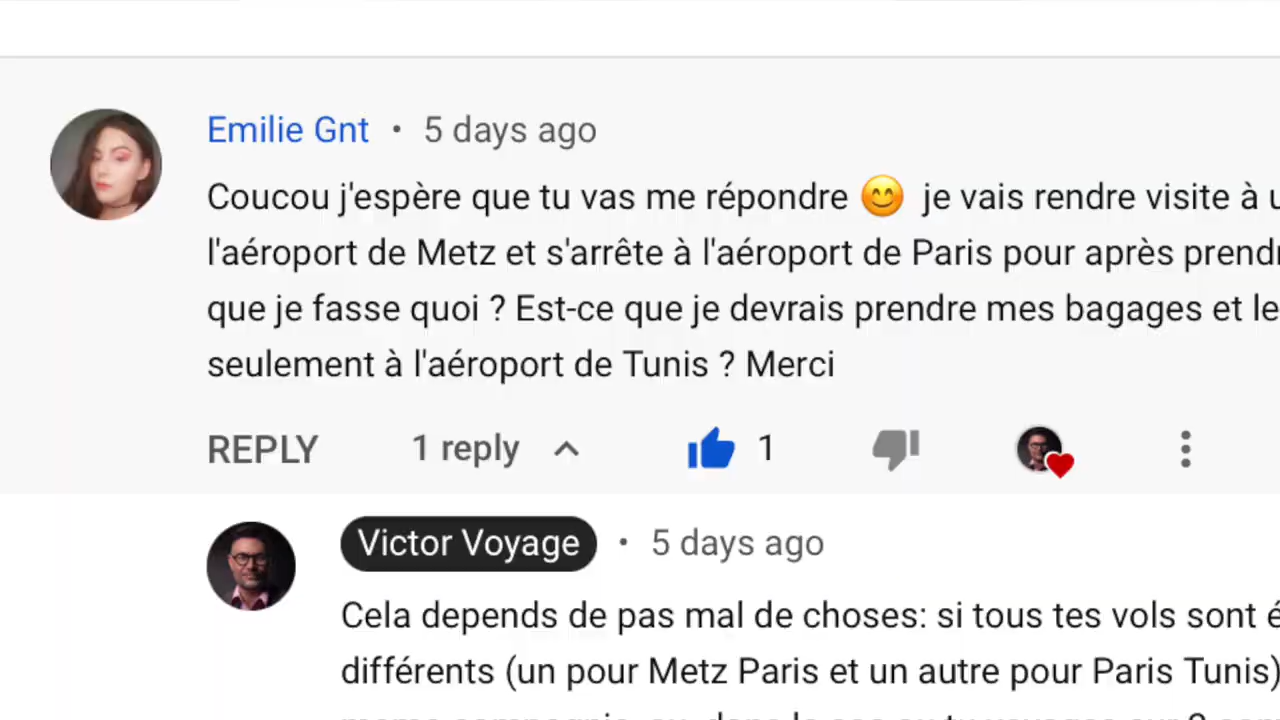 Emilie Gnt • 5 days ago
Coucou j'espère que tu vas me répondre 😊 je vais rendre visite à
l'aéroport de Metz et s'arrête à l'aéroport de Paris pour après
que je fasse quoi ? Est-ce que je devrais prendre mes bagages et
seulement à l'aéroport de Tunis ? Merci
REPLY 1 reply 1
Victor Voyage • 5 days ago
Cela depends de pas mal de choses: si tous tes vols sont
différents (un pour Metz Paris et un autre pour Paris Tunis)